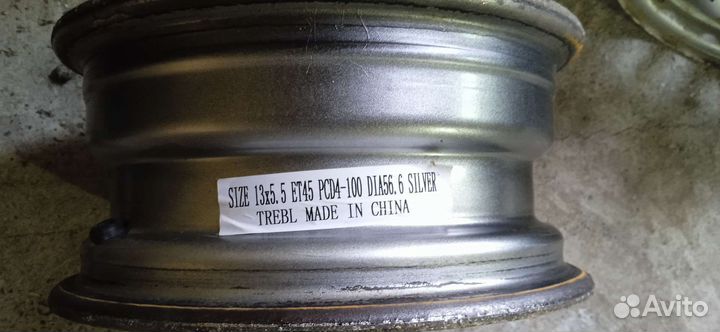 SIZE 13x5.5 ET45 PCD4-100 DIA56.6 SILVER
TREBL MADE IN CHINA
Avito